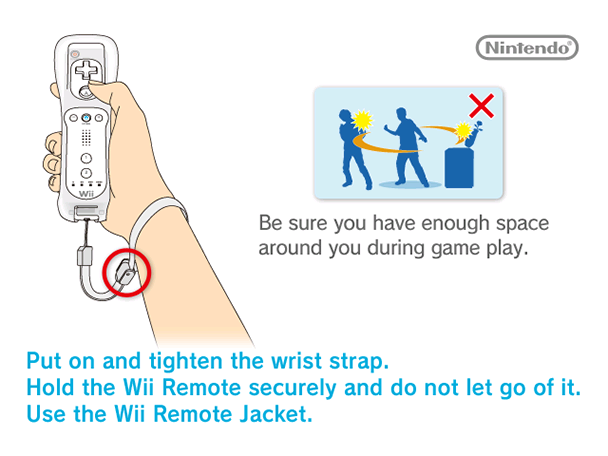 Nintendo®
Wii
Be sure you have enough space
around you during game play.
Put on and tighten the wrist strap.
Hold the Wii Remote securely and do not let go of it.
Use the Wii Remote Jacket.